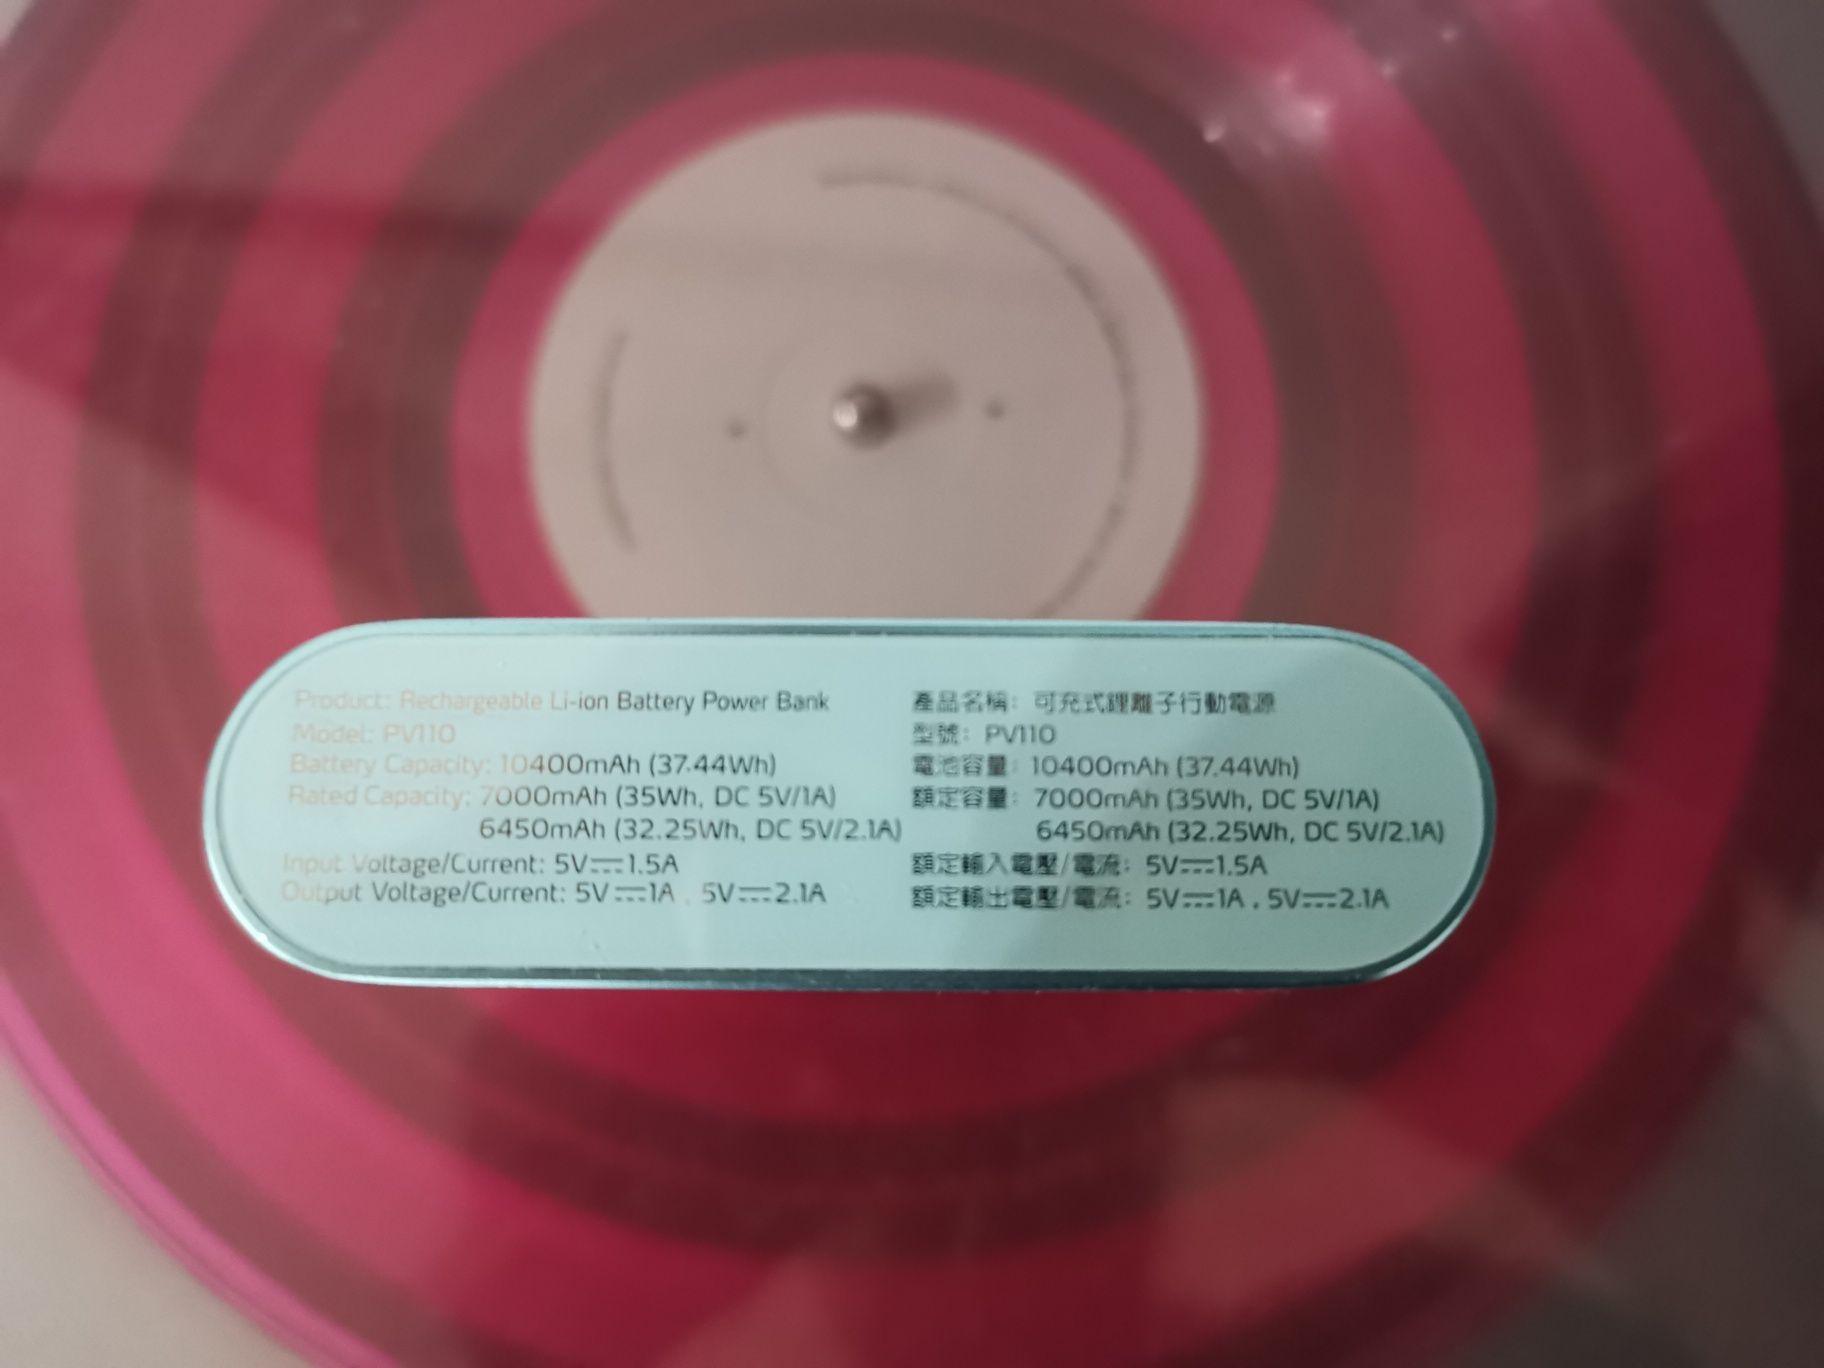 Product: Rechargeable Li-ion Battery Power Bank
Model: PV110
Battery Capacity: 10400mAh (37.44Wh)
Rated Capacity: 7000mAh (35Wh, DC 5V/1A)
6450mAh (32.25Wh, DC 5V/2.1A)
Input Voltage/Current: 5V⎓1.5A
Output Voltage/Current: 5V⎓1A , 5V⎓2.1A
產品名稱: 可充式鋰離子行動電源
型號: PV110
電池容量: 10400mAh (37.44Wh)
額定容量: 7000mAh (35Wh, DC 5V/1A)
6450mAh (32.25Wh, DC 5V/2.1A)
額定輸入電壓/電流: 5V⎓1.5A
額定輸出電壓/電流: 5V⎓1A , 5V⎓2.1A